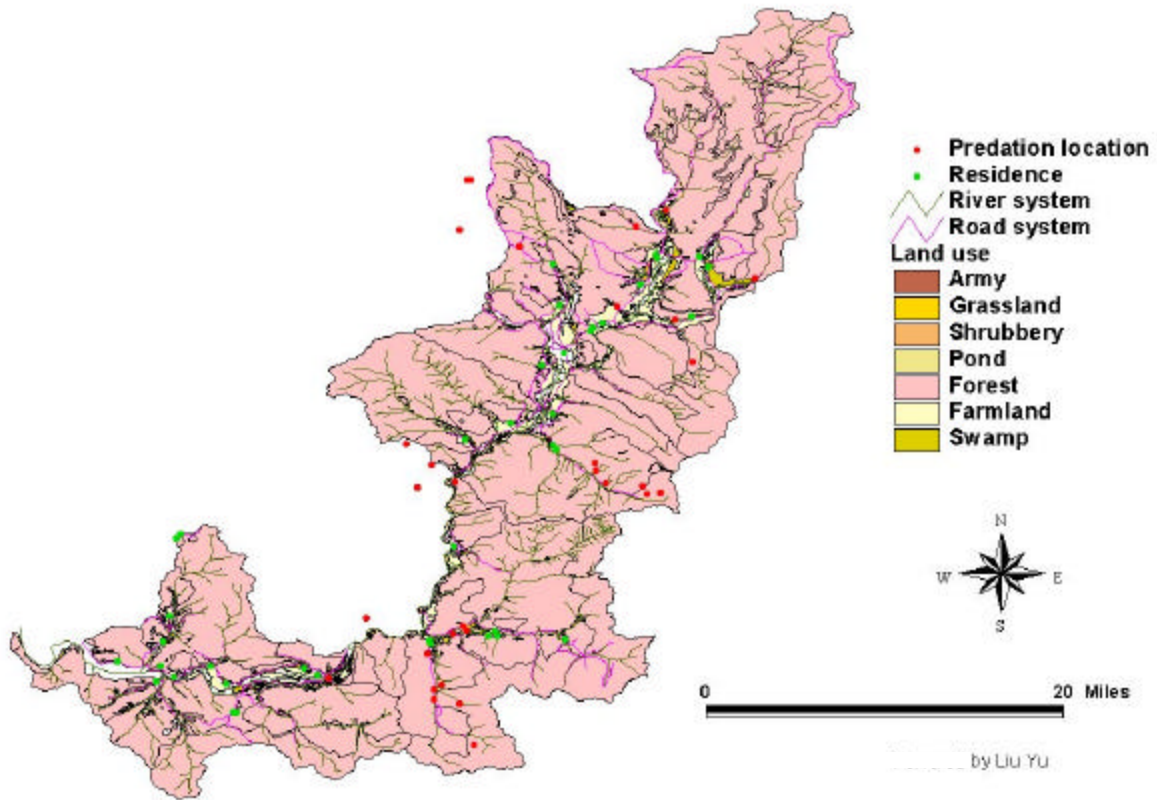 Predation location
Residence
River system
Road system
Land use
Army
Grassland
Shrubbery
Pond
Forest
Farmland
Swamp
N
W E
S
0 20 Miles
by Liu Yu